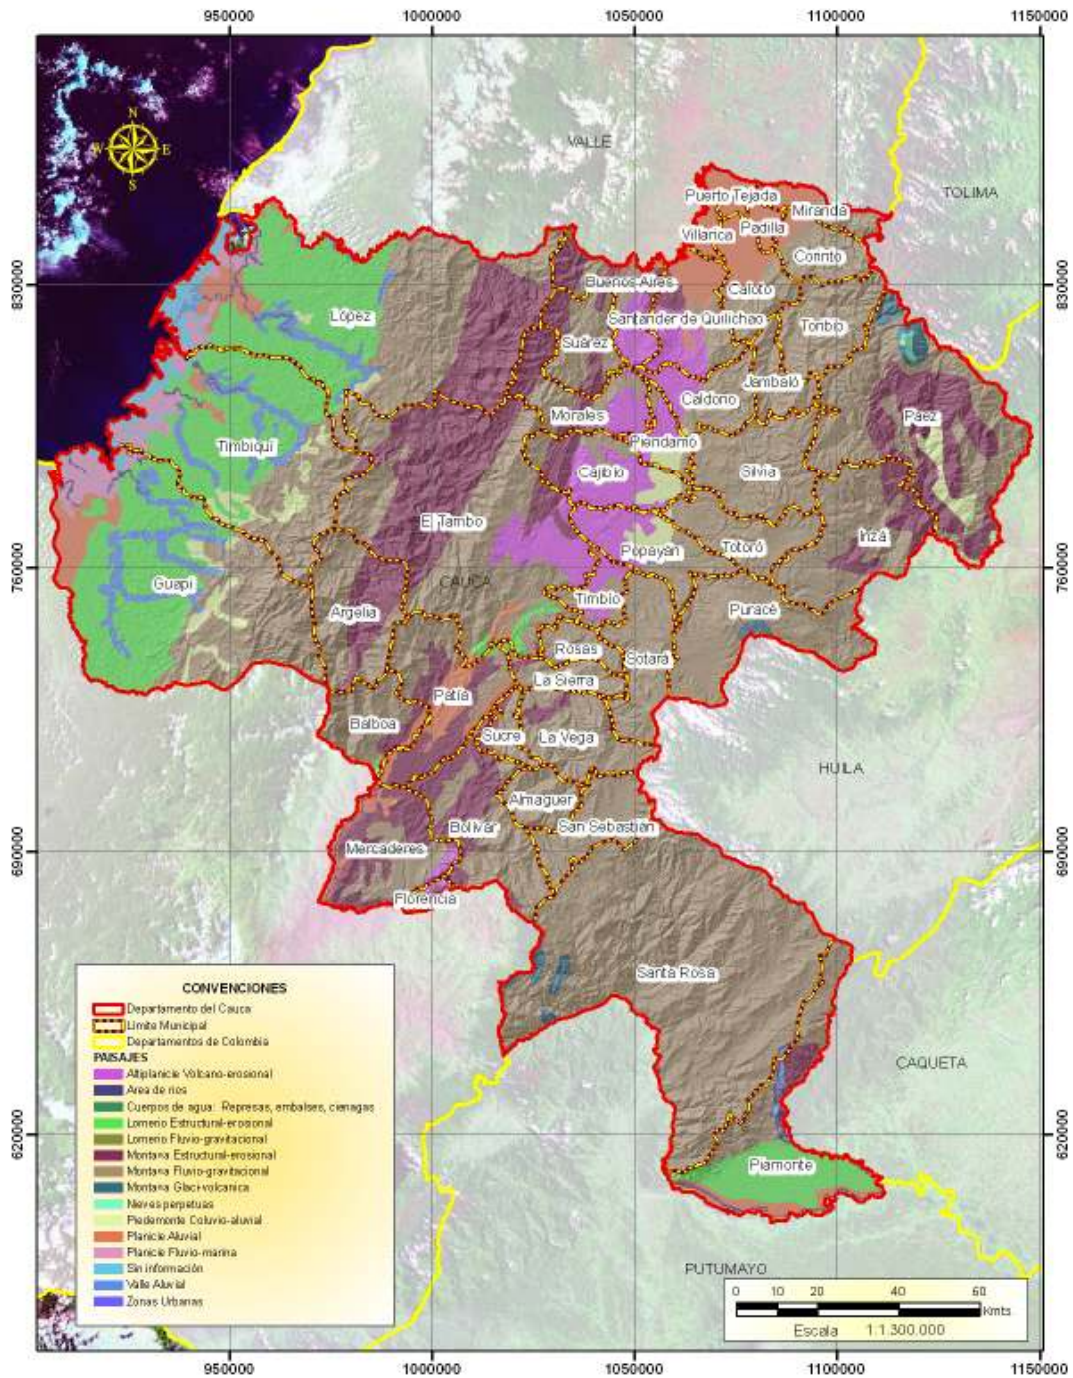 950000 1000000 1050000 1100000 1150000
N
W E
S
VALLE
TOLIMA
Puerto Tejada
Miranda
Villarica
Padilla
Corinto
830000 830000
Buenos Aires
Caloto
López
Santander de Quilichao
Toribio
Suárez
Jambaló
Caldono
Morales
Páez
Piendamó
Timbiquí
Cajibío
Silvia
El Tambo
Inzá
Popayán
Totoró
760000 760000
CAUCA
Guapi
Timbío
Argelia
Puracé
Rosas
Sotará
La Sierra
Patía
Balboa
Sucre
La Vega
HUILA
Almaguer
Bolívar
San Sebastián
Mercaderes
690000 690000
Florencia
Santa Rosa
CAQUETA
620000 620000
Piamonte
PUTUMAYO
CONVENCIONES
Departamento del Cauca
Límite Municipal
Departamentos de Colombia
PAISAJES
Altiplanicie Volcano-erosional
Area de rios
Cuerpos de agua: Represas, embalses, cienagas
Lomerio Estructural-erosional
Lomerio Fluvio-gravitacional
Montaña Estructural-erosional
Montaña Fluvio-gravitacional
Montaña Glaci-volcanica
Nieves perpetuas
Piedemonte Coluvio-aluvial
Planicie Aluvial
Planicie Fluvio-marina
Sin información
Valle Aluvial
Zonas Urbanas
0 10 20 40 60
Kmts
Escala 1:1.300.000
950000 1000000 1050000 1100000 1150000